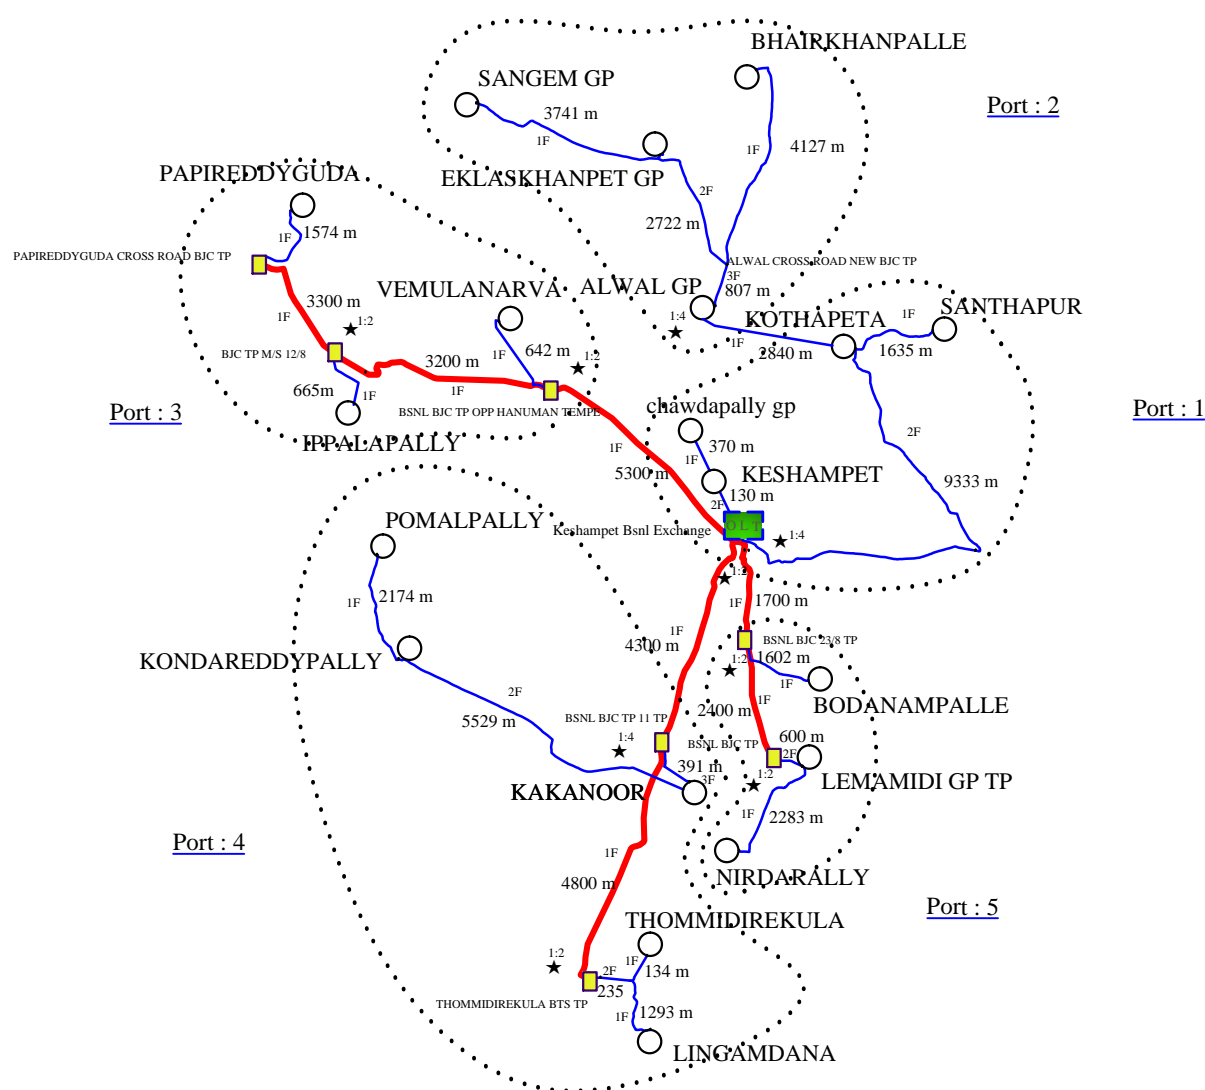 BHAIRKHANPALLE
SANGEM GP
3741 m
Port : 2
1F
1F
4127 m
PAPIREDDYGUDA
EKLASKHANPET GP
2F
2722 m
1574 m
1F
PAPIREDDYGUDA CROSS ROAD BJC TP
ALWAL CROSS ROAD NEW BJC TP
3F
807 m
VEMULANARVA
ALWAL GP
SANTHAPUR
3300 m
1F
1:2
1:4
KOTHAPETA
1F
1F
2840 m
1635 m
BJC TP M/S 12/8
3200 m
1F
1F
642 m
1:2
665m
1F
BSNL BJC TP OPP HANUMAN TEMPE
chawdapally gp
Port : 3
Port : 1
IPPALAPALLY
1F
5300 m
370 m
1F
2F
KESHAMPET
9333 m
130 m
2F
POMALPALLY
Keshampet Bsnl Exchange
O L T
1:4
1:2
2174 m
1F
1F
1700 m
4300 m
1F
BSNL BJC 23/8 TP
KONDAREDDYPALLY
1602 m
1:2
1F
2F
5529 m
2400 m
1F
BODANAMPALLE
BSNL BJC TP 11 TP
1:4
BSNL BJC TP
600 m
2F
391 m
3F
1:2
LEMAMIDI GP TP
KAKANOOR
1F
2283 m
Port : 4
1F
4800 m
NIRDARALLY
Port : 5
THOMMIDIREKULA
1:2
1F
2F
134 m
235
THOMMIDIREKULA BTS TP
1F
1293 m
LINGAMDANA